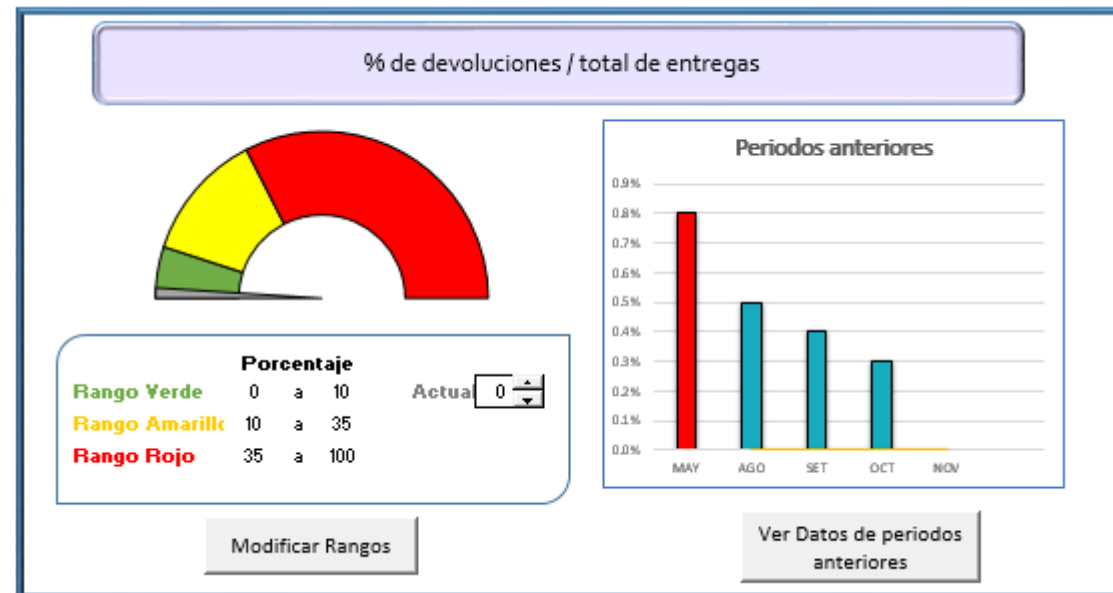 % de devoluciones / total de entregas
Periodos anteriores
0.9%
0.8%
0.7%
0.6%
0.5%
0.4%
0.3%
0.2%
0.1%
0.0%
MAY AGO SET OCT NOV
Porcentaje
Rango Verde 0 a 10 Actual 0
Rango Amarillo 10 a 35
Rango Rojo 35 a 100
Modificar Rangos
Ver Datos de periodos
anteriores